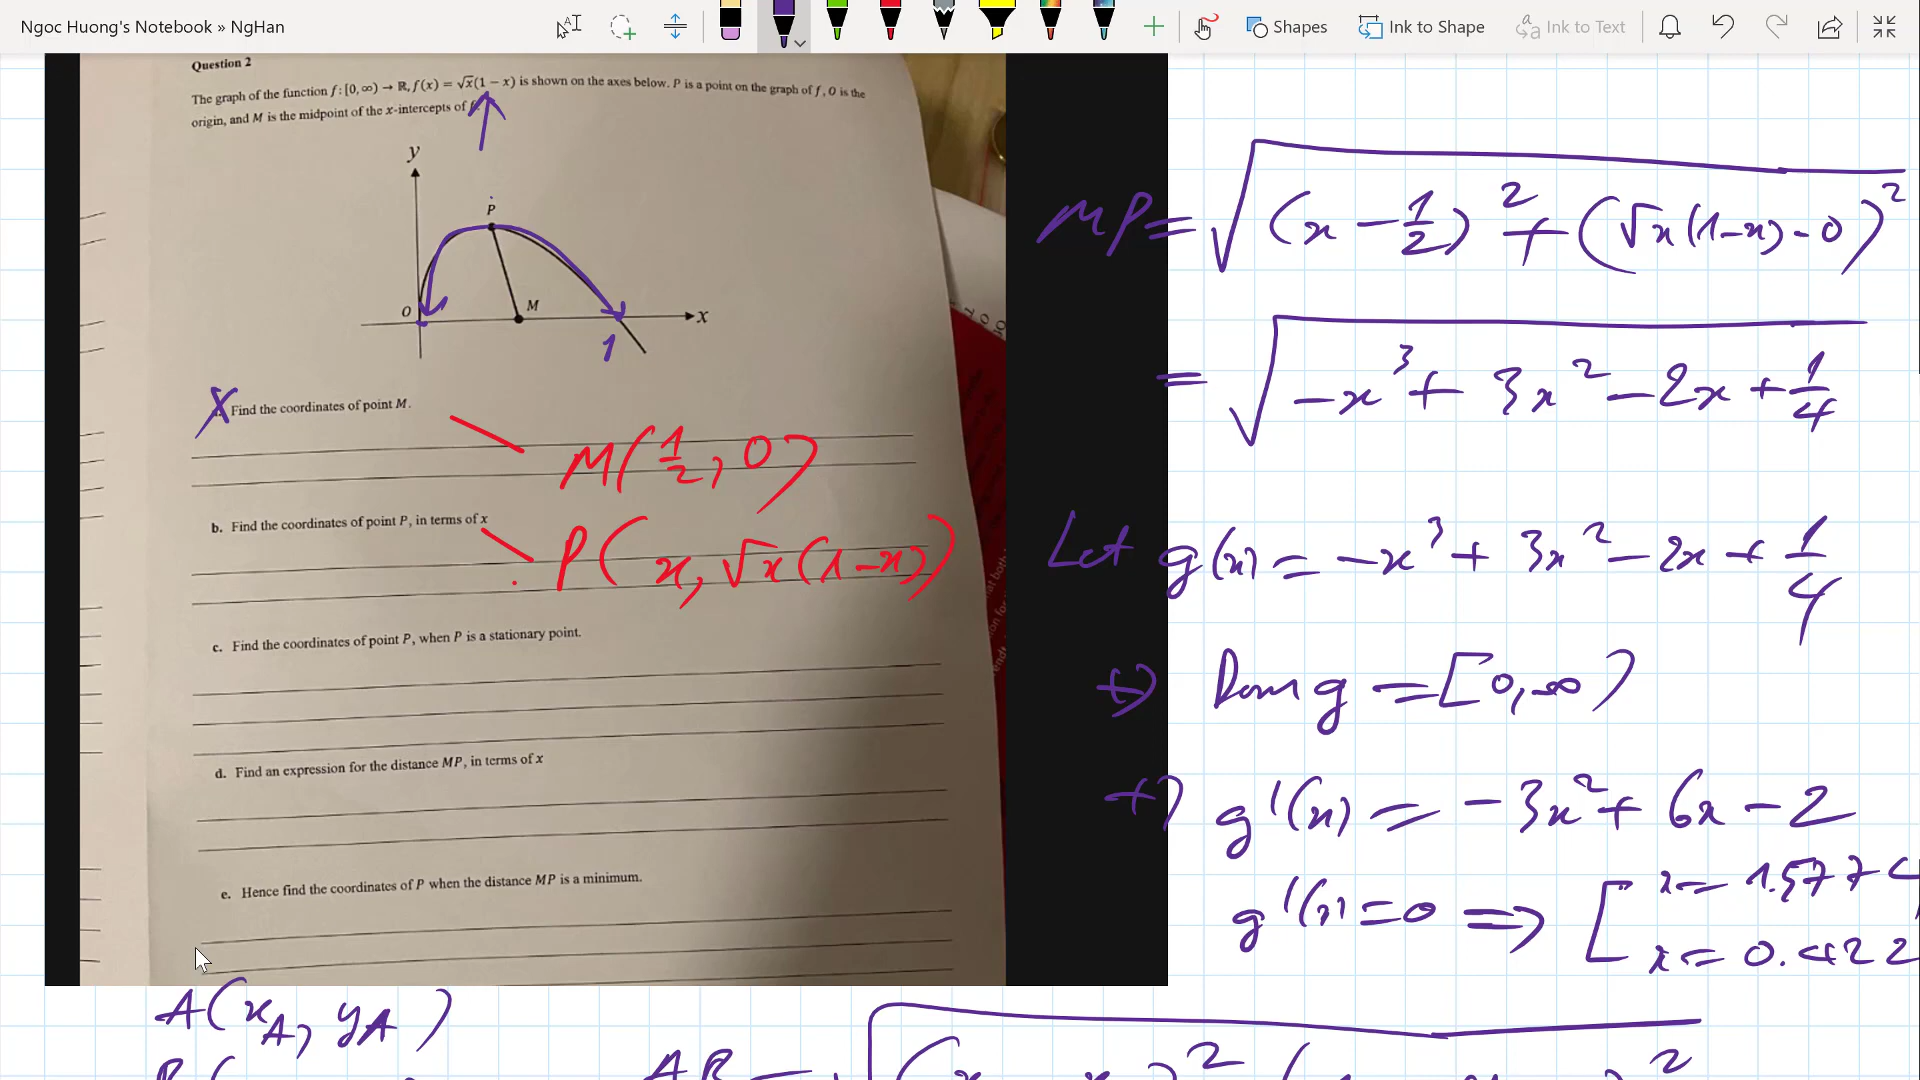 Ngoc Huong's Notebook » NgHan
Shapes
Ink to Shape
Ink to Text
Question 2
The graph of the function f : [0, ∞) → ℝ, f(x) = √x(1 − x) is shown on the axes below. P is a point on the graph of f, O is the
origin, and M is the midpoint of the x-intercepts of
y
P
O
M
x
1
Find the coordinates of point M.
M(1/2, 0)
b. Find the coordinates of point P, in terms of x
P(x, √x(1-x))
c. Find the coordinates of point P, when P is a stationary point.
d. Find an expression for the distance MP, in terms of x
e. Hence find the coordinates of P when the distance MP is a minimum.
A(xA, yA)
MP = √((x - 1/2)² + (√x(1-x) - 0)²)
= √(-x³ + 3x² - 2x + 1/4)
Let g(x) = -x³ + 3x² - 2x + 1/4
+) Dom g = [0, ∞)
+) g'(x) = -3x² + 6x - 2
g'(x) = 0 => [ x = 1.577
x = 0.422